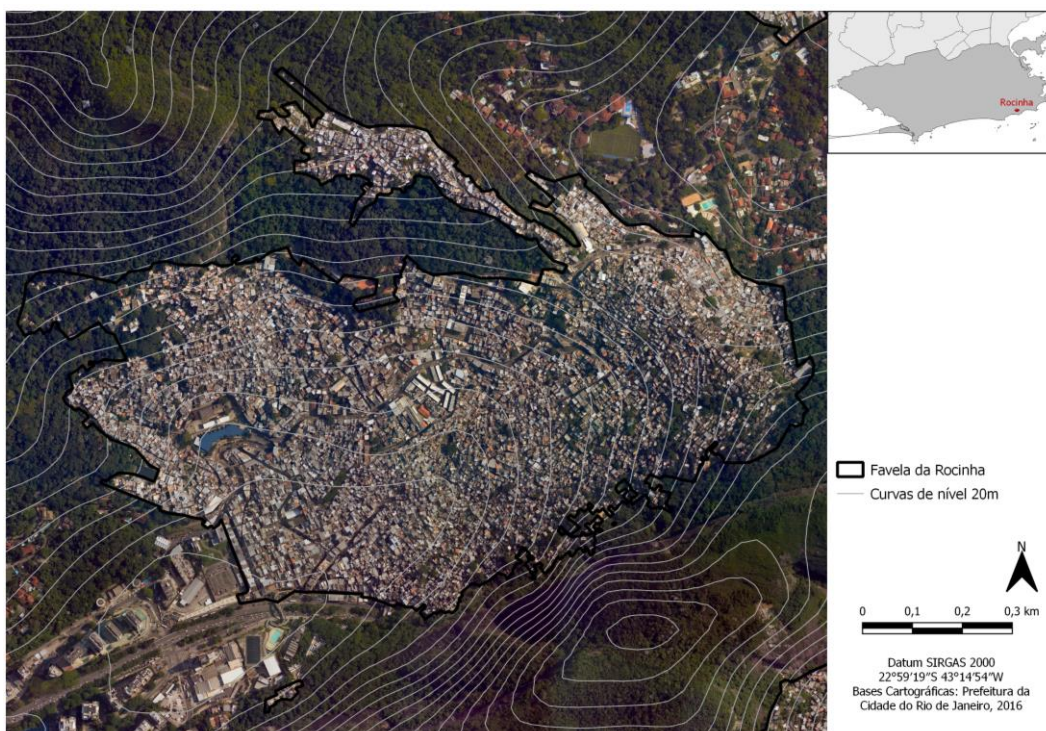 Rocinha
Favela da Rocinha
Curvas de nível 20m
N
0 0,1 0,2 0,3 km
Datum SIRGAS 2000
22°59'19"S 43°14'54"W
Bases Cartográficas: Prefeitura da
Cidade do Rio de Janeiro, 2016